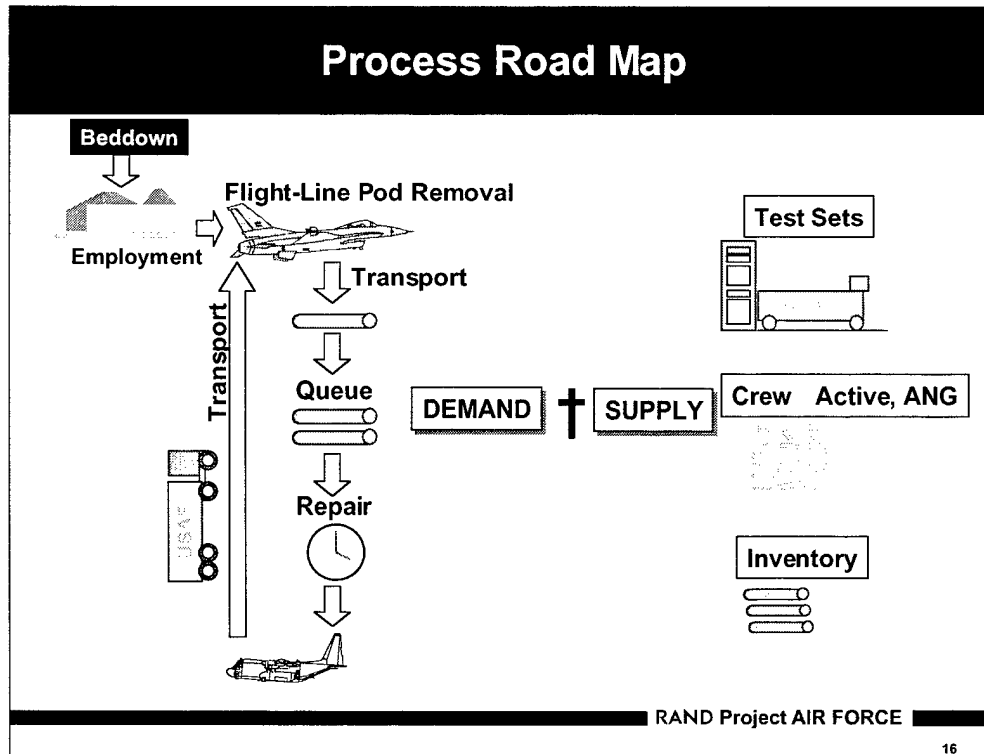 Process Road Map
Beddown
Flight-Line Pod Removal
Employment
Transport
Transport
Queue
Repair
USAF
DEMAND
SUPPLY
Test Sets
Crew Active, ANG
Inventory
RAND Project AIR FORCE
16